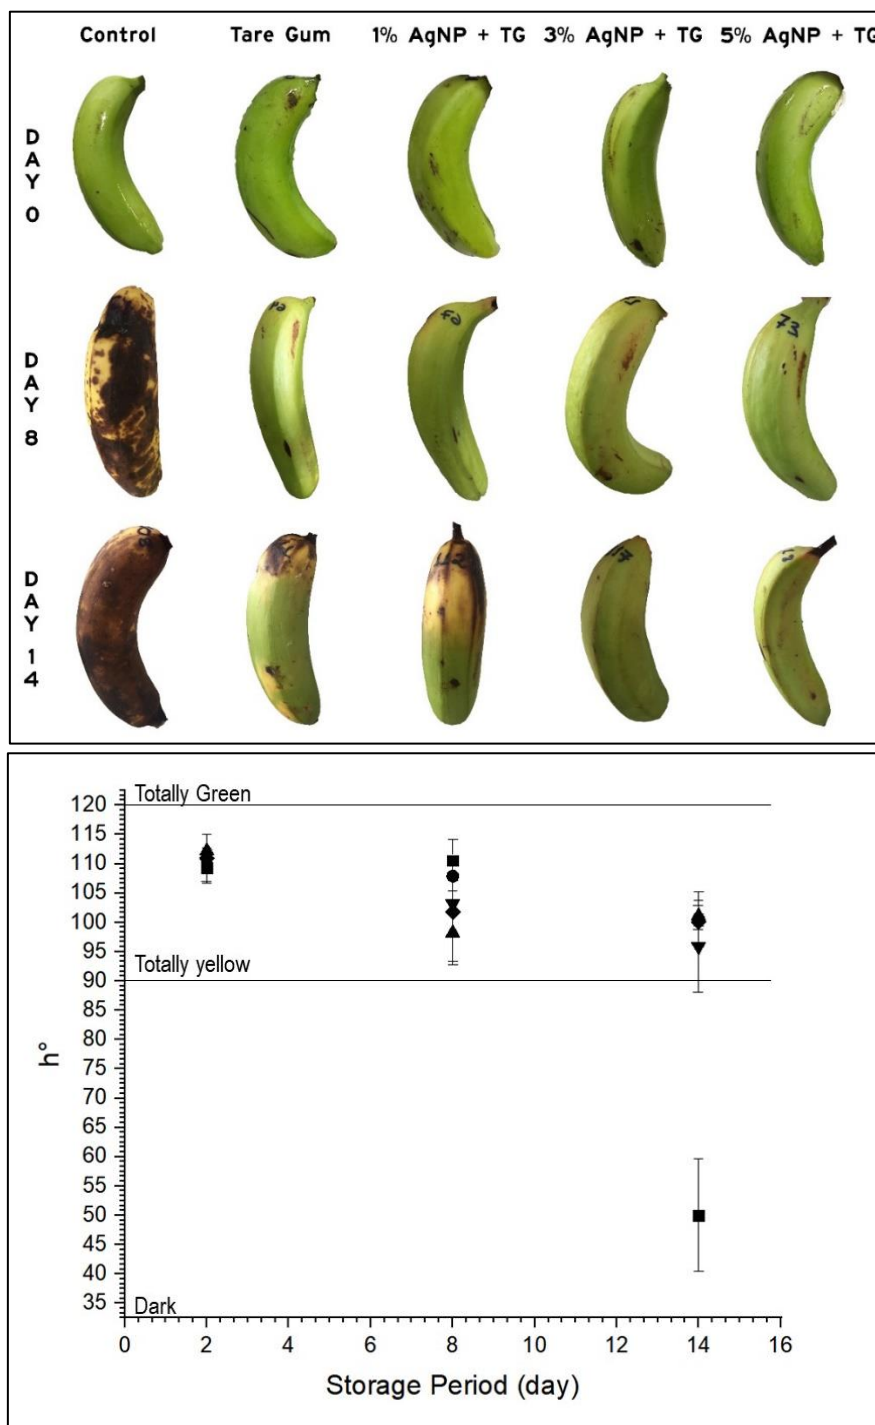 Control Tare Gum 1% AgNP + TG 3% AgNP + TG 5% AgNP + TG
DAY 0
DAY 8
DAY 14
Totally Green
120
115
110
105
100
95
Totally yellow
90
85
80
75
70
65
60
55
50
45
40
35
Dark
h°
0 2 4 6 8 10 12 14 16
Storage Period (day)